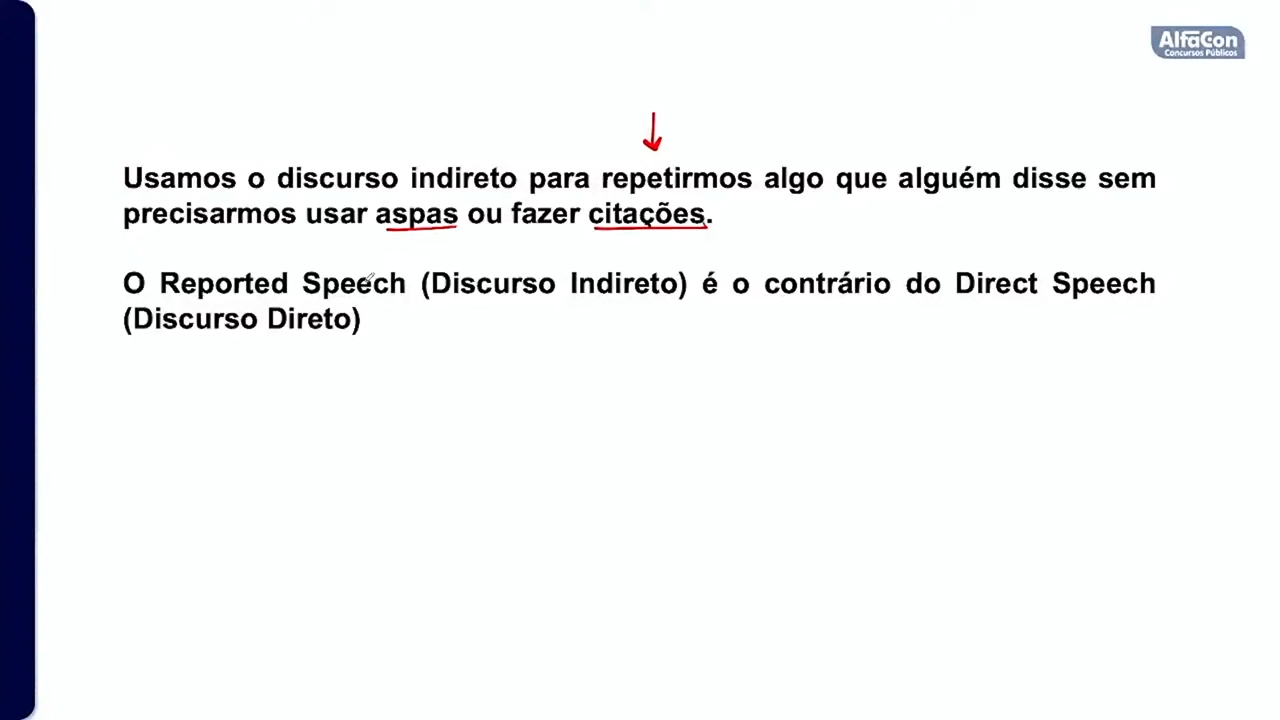 AlfaCon
Concursos Públicos
Usamos o discurso indireto para repetirmos algo que alguém disse sem
precisarmos usar aspas ou fazer citações.
O Reported Speech (Discurso Indireto) é o contrário do Direct Speech
(Discurso Direto)